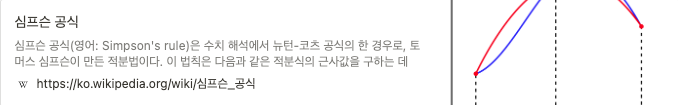 심프슨 공식
심프슨 공식(영어: Simpson's rule)은 수치 해석에서 뉴턴-코츠 공식의 한 경우로, 토
머스 심프슨이 만든 적분법이다. 이 법칙은 다음과 같은 적분식의 근사값을 구하는 데
W https://ko.wikipedia.org/wiki/심프슨_공식